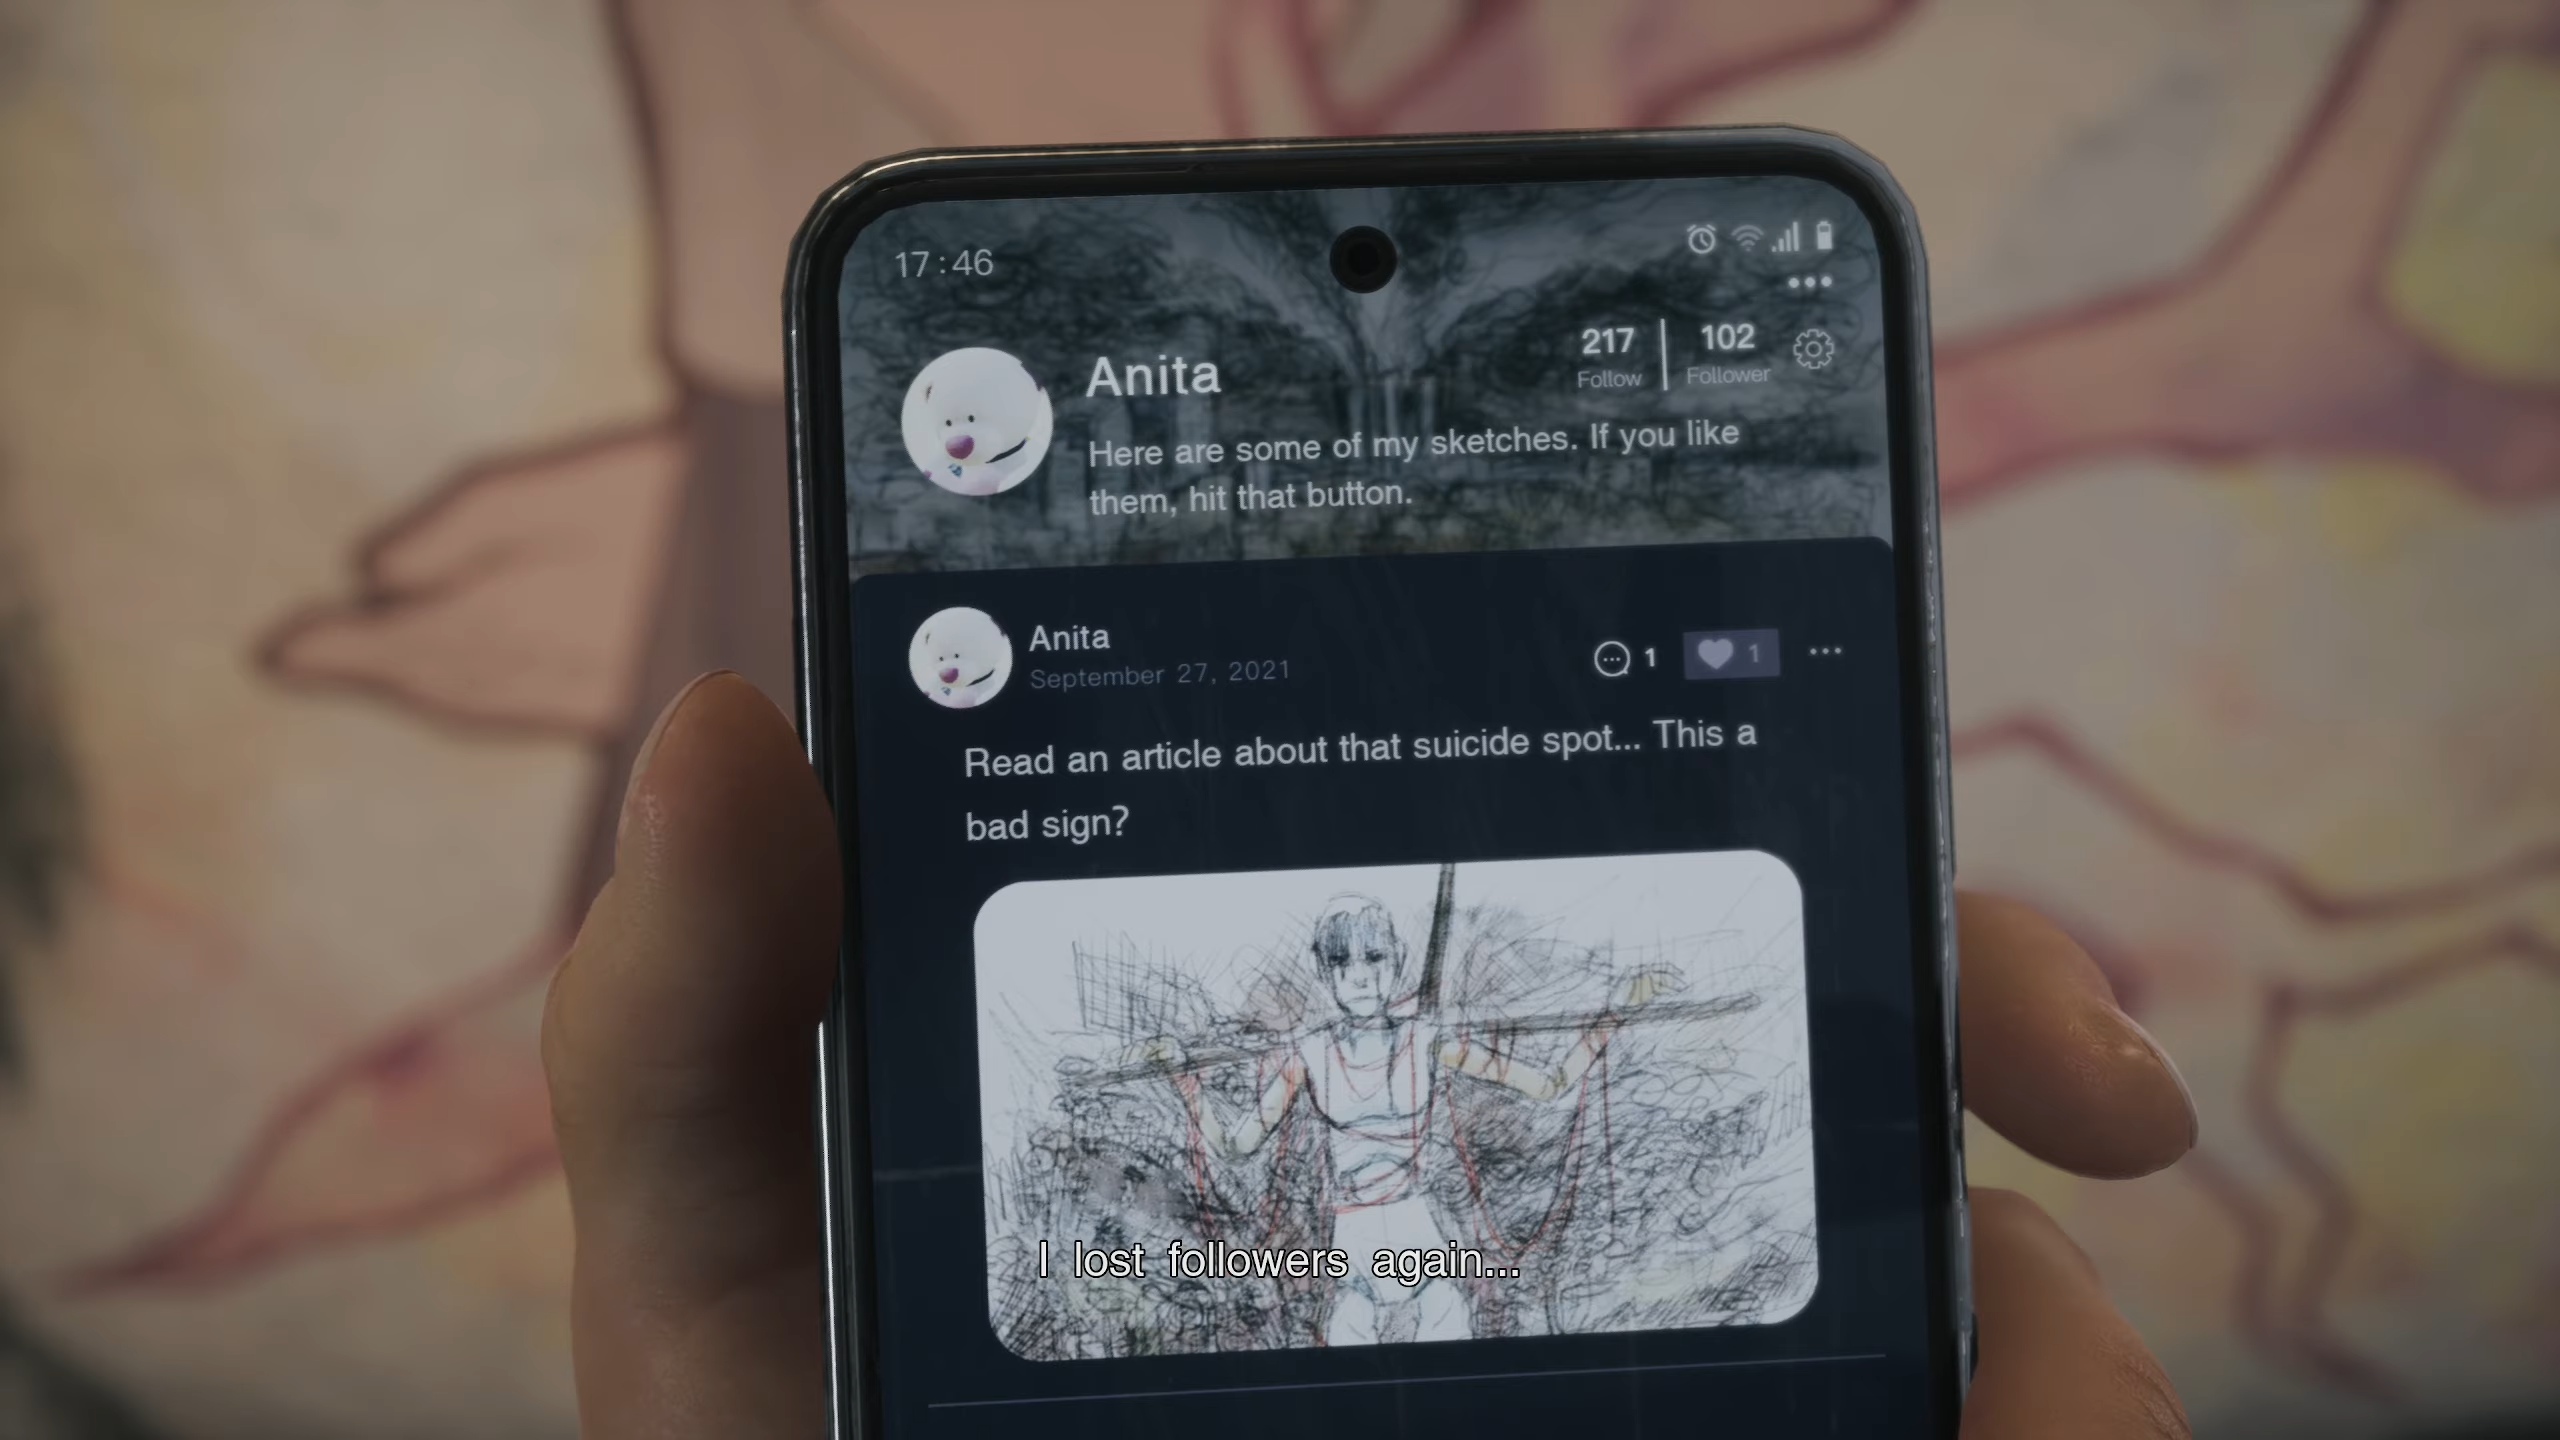 17:46
217
102
Follow
Follower
Anita
Here are some of my sketches. If you like
them, hit that button.
Anita
September 27, 2021
1
1
Read an article about that suicide spot... This a
bad sign?
I lost followers again...